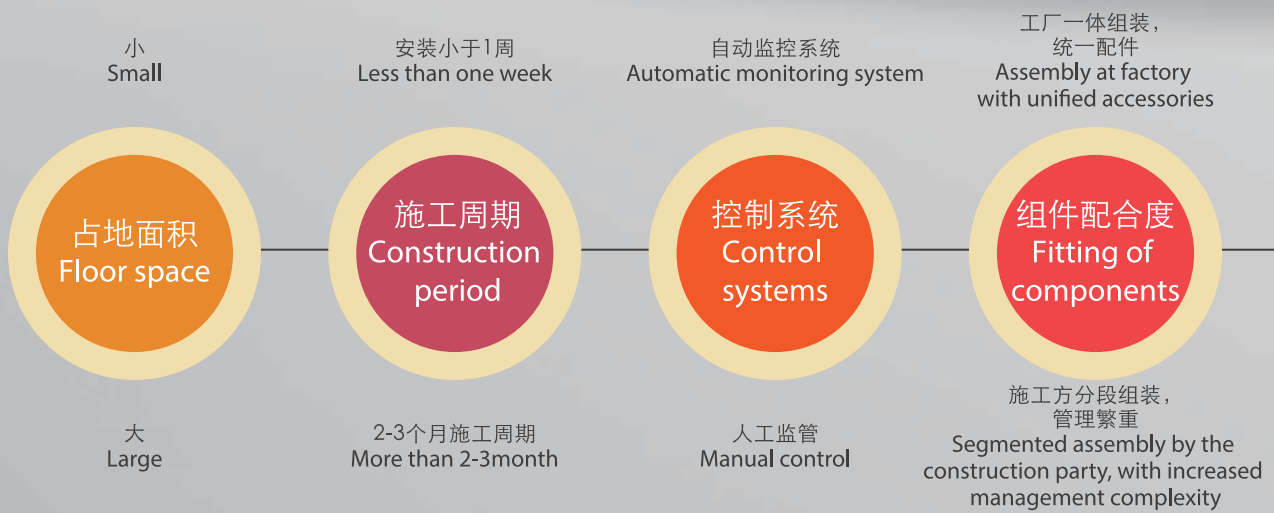 小
Small
安装小于1周
Less than one week
自动监控系统
Automatic monitoring system
工厂一体组装，
统一配件
Assembly at factory
with unified accessories
占地面积
Floor space
施工周期
Construction
period
控制系统
Control
systems
组件配合度
Fitting of
components
大
Large
2-3个月施工周期
More than 2-3month
人工监管
Manual control
施工方分段组装，
管理繁重
Segmented assembly by the
construction party, with increased
management complexity